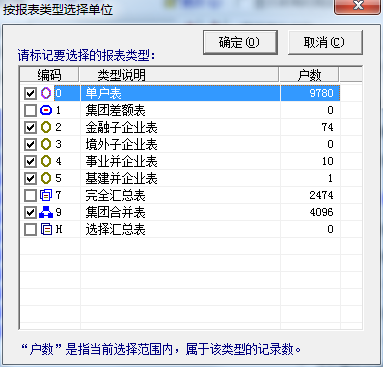 按报表类型选择单位
确定(O) 取消(C)
请标记要选择的报表类型:
编码 类型说明 户数
0 单户表 9780
1 集团差额表 0
2 金融子企业表 74
3 境外子企业表 0
4 事业并企业表 10
5 基建并企业表 1
7 完全汇总表 2474
9 集团合并表 4096
H 选择汇总表 0
“户数”是指当前选择范围内，属于该类型的记录数。